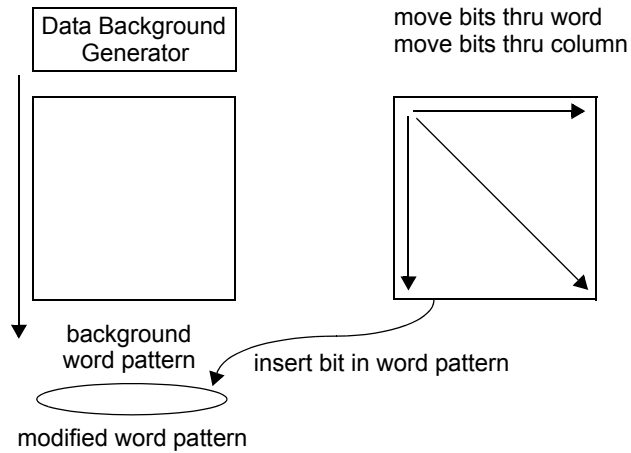 Data Background
Generator
move bits thru word
move bits thru column
background
word pattern
insert bit in word pattern
modified word pattern